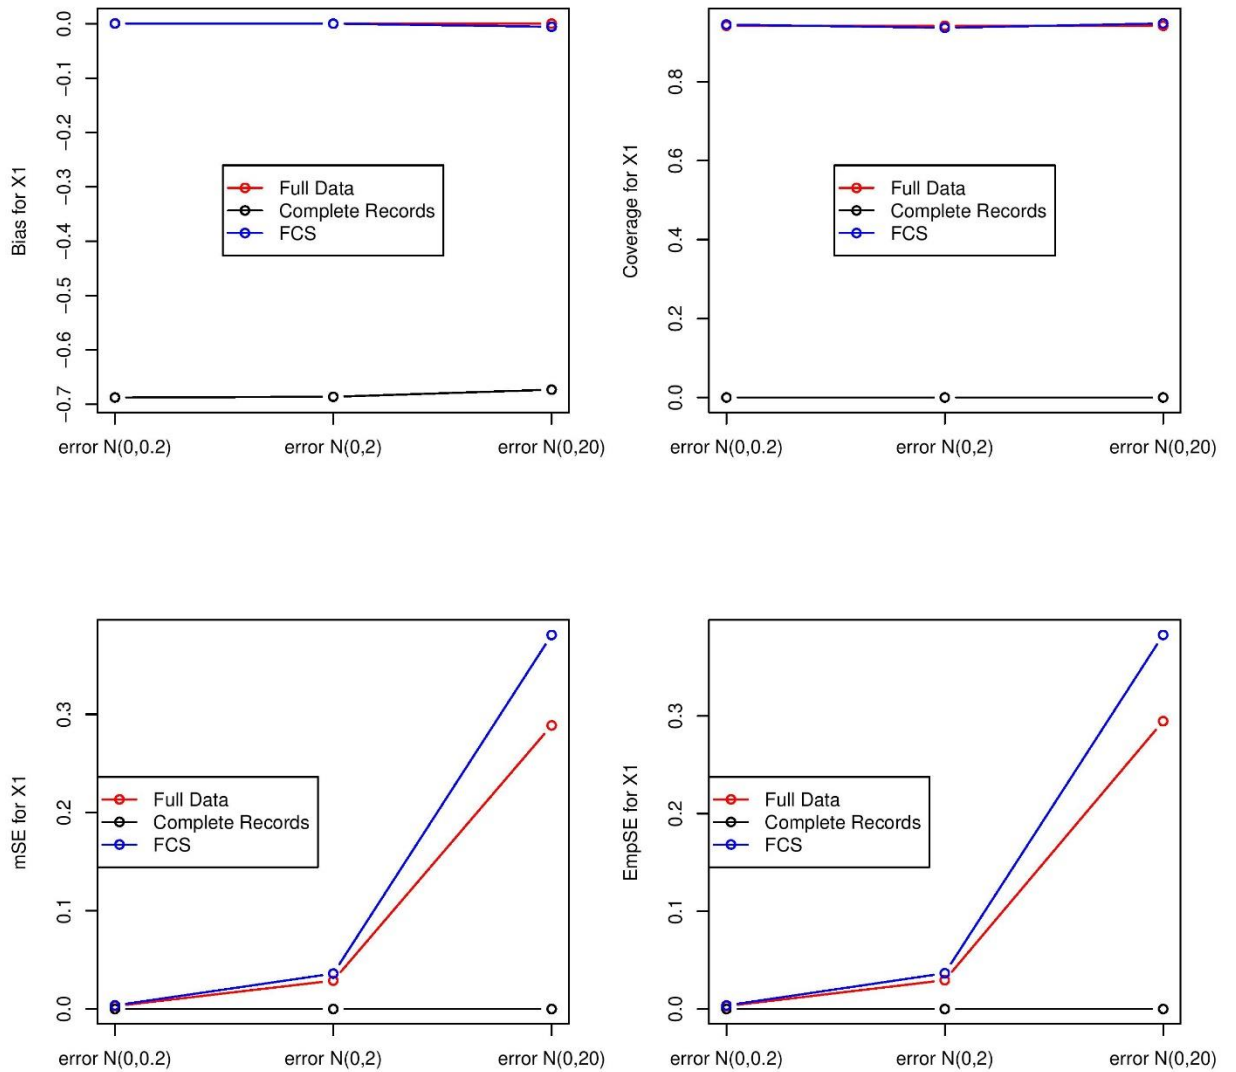 Bias for X1
0.0
−0.1
−0.2
−0.3
−0.4
−0.5
−0.6
−0.7
Full Data
Complete Records
FCS
error N(0,0.2)
error N(0,2)
error N(0,20)
Coverage for X1
0.8
0.6
0.4
0.2
0.0
Full Data
Complete Records
FCS
error N(0,0.2)
error N(0,2)
error N(0,20)
mSE for X1
0.3
0.2
0.1
0.0
Full Data
Complete Records
FCS
error N(0,0.2)
error N(0,2)
error N(0,20)
EmpSE for X1
0.3
0.2
0.1
0.0
Full Data
Complete Records
FCS
error N(0,0.2)
error N(0,2)
error N(0,20)